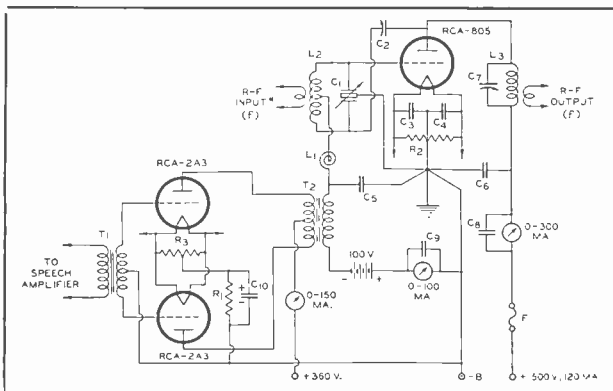 RCA-805
C2
L2
C1
L3
C7
R-F
INPUT*
(f)
R-F
OUTPUT
(f)
C3
C4
R2
L1
RCA-2A3
T2
C5
C6
R3
C9
C8
0-300
MA
T1
100 V
- +
TO
SPEECH
AMPLIFIER
R1
+
-
C10
0-150
MA.
0-100
MA
F
RCA-2A3
+360 V.
-B
+ 500 V, 120 MA